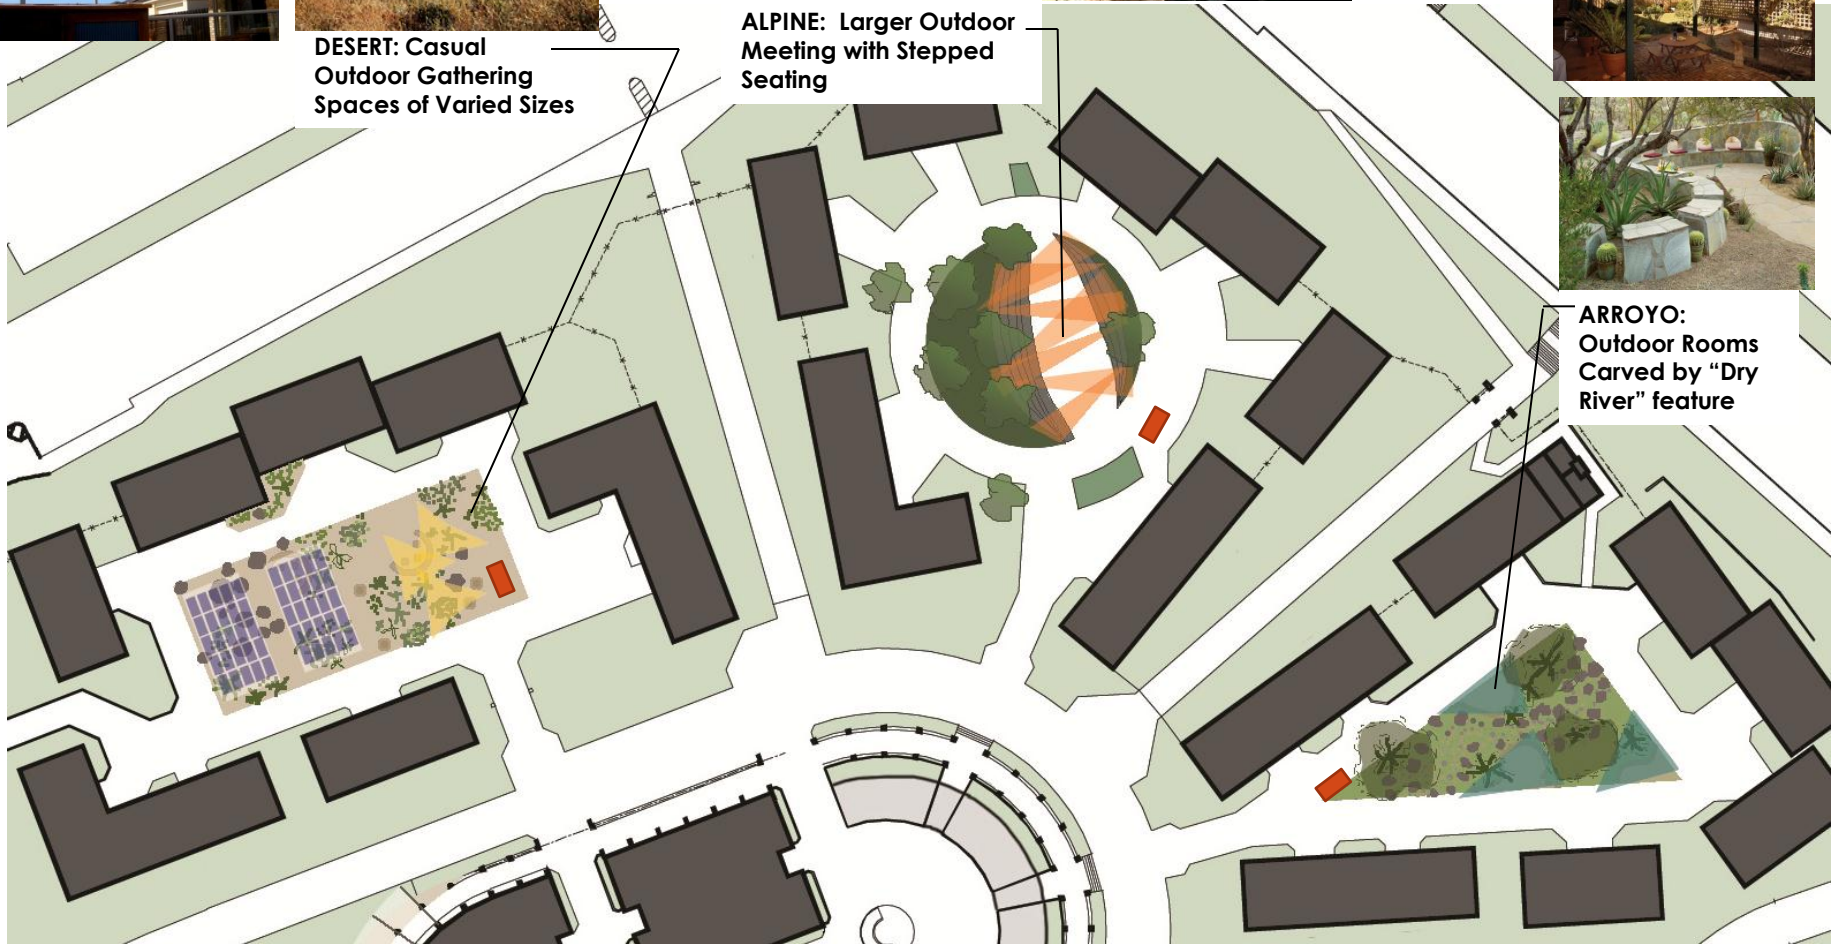 DESERT: Casual
Outdoor Gathering
Spaces of Varied Sizes
ALPINE:  Larger Outdoor
Meeting with Stepped
Seating
ARROYO:
Outdoor Rooms
Carved by “Dry
River” feature